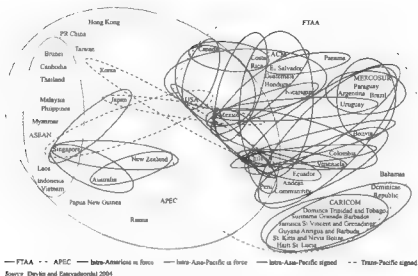 Hong Kong
FTAA
PR China
Taiwan
Brunei
Cambodia
Thailand
Korea
Canada
Costa
Rica
ACM
E. Salvador
Guatemala
Honduras
Nicaragua
Panama
MERCOSUR
Paraguay
Argentina Brazil
Uruguay
Malaysia
Philippines
Japan
USA
Mexico
Myanmar
ASEAN
Singapore
Bolivia
New Zealand
Chile
Colombia
Venezuela
Laos
Indonesia
Vietnam
Australia
Peru
Ecuador
Andean
Community
Bahamas
Dominican
Republic
Papua New Guinea
APEC
Russia
CARICOM
Dominica Trinidad and Tobago
Suriname Grenada Barbados
Jamaica St Vincent and Grenadines
Guyana Antigua and Barbuda
St. Kitts and Nevis Belize
Haiti St Lucia
FTAA APEC Intra-Americas in force Intra-Asia-Pacific in force Intra-Asia-Pacific signed Trans-Pacific signed
Source Devlin and Estevadeordal 2004